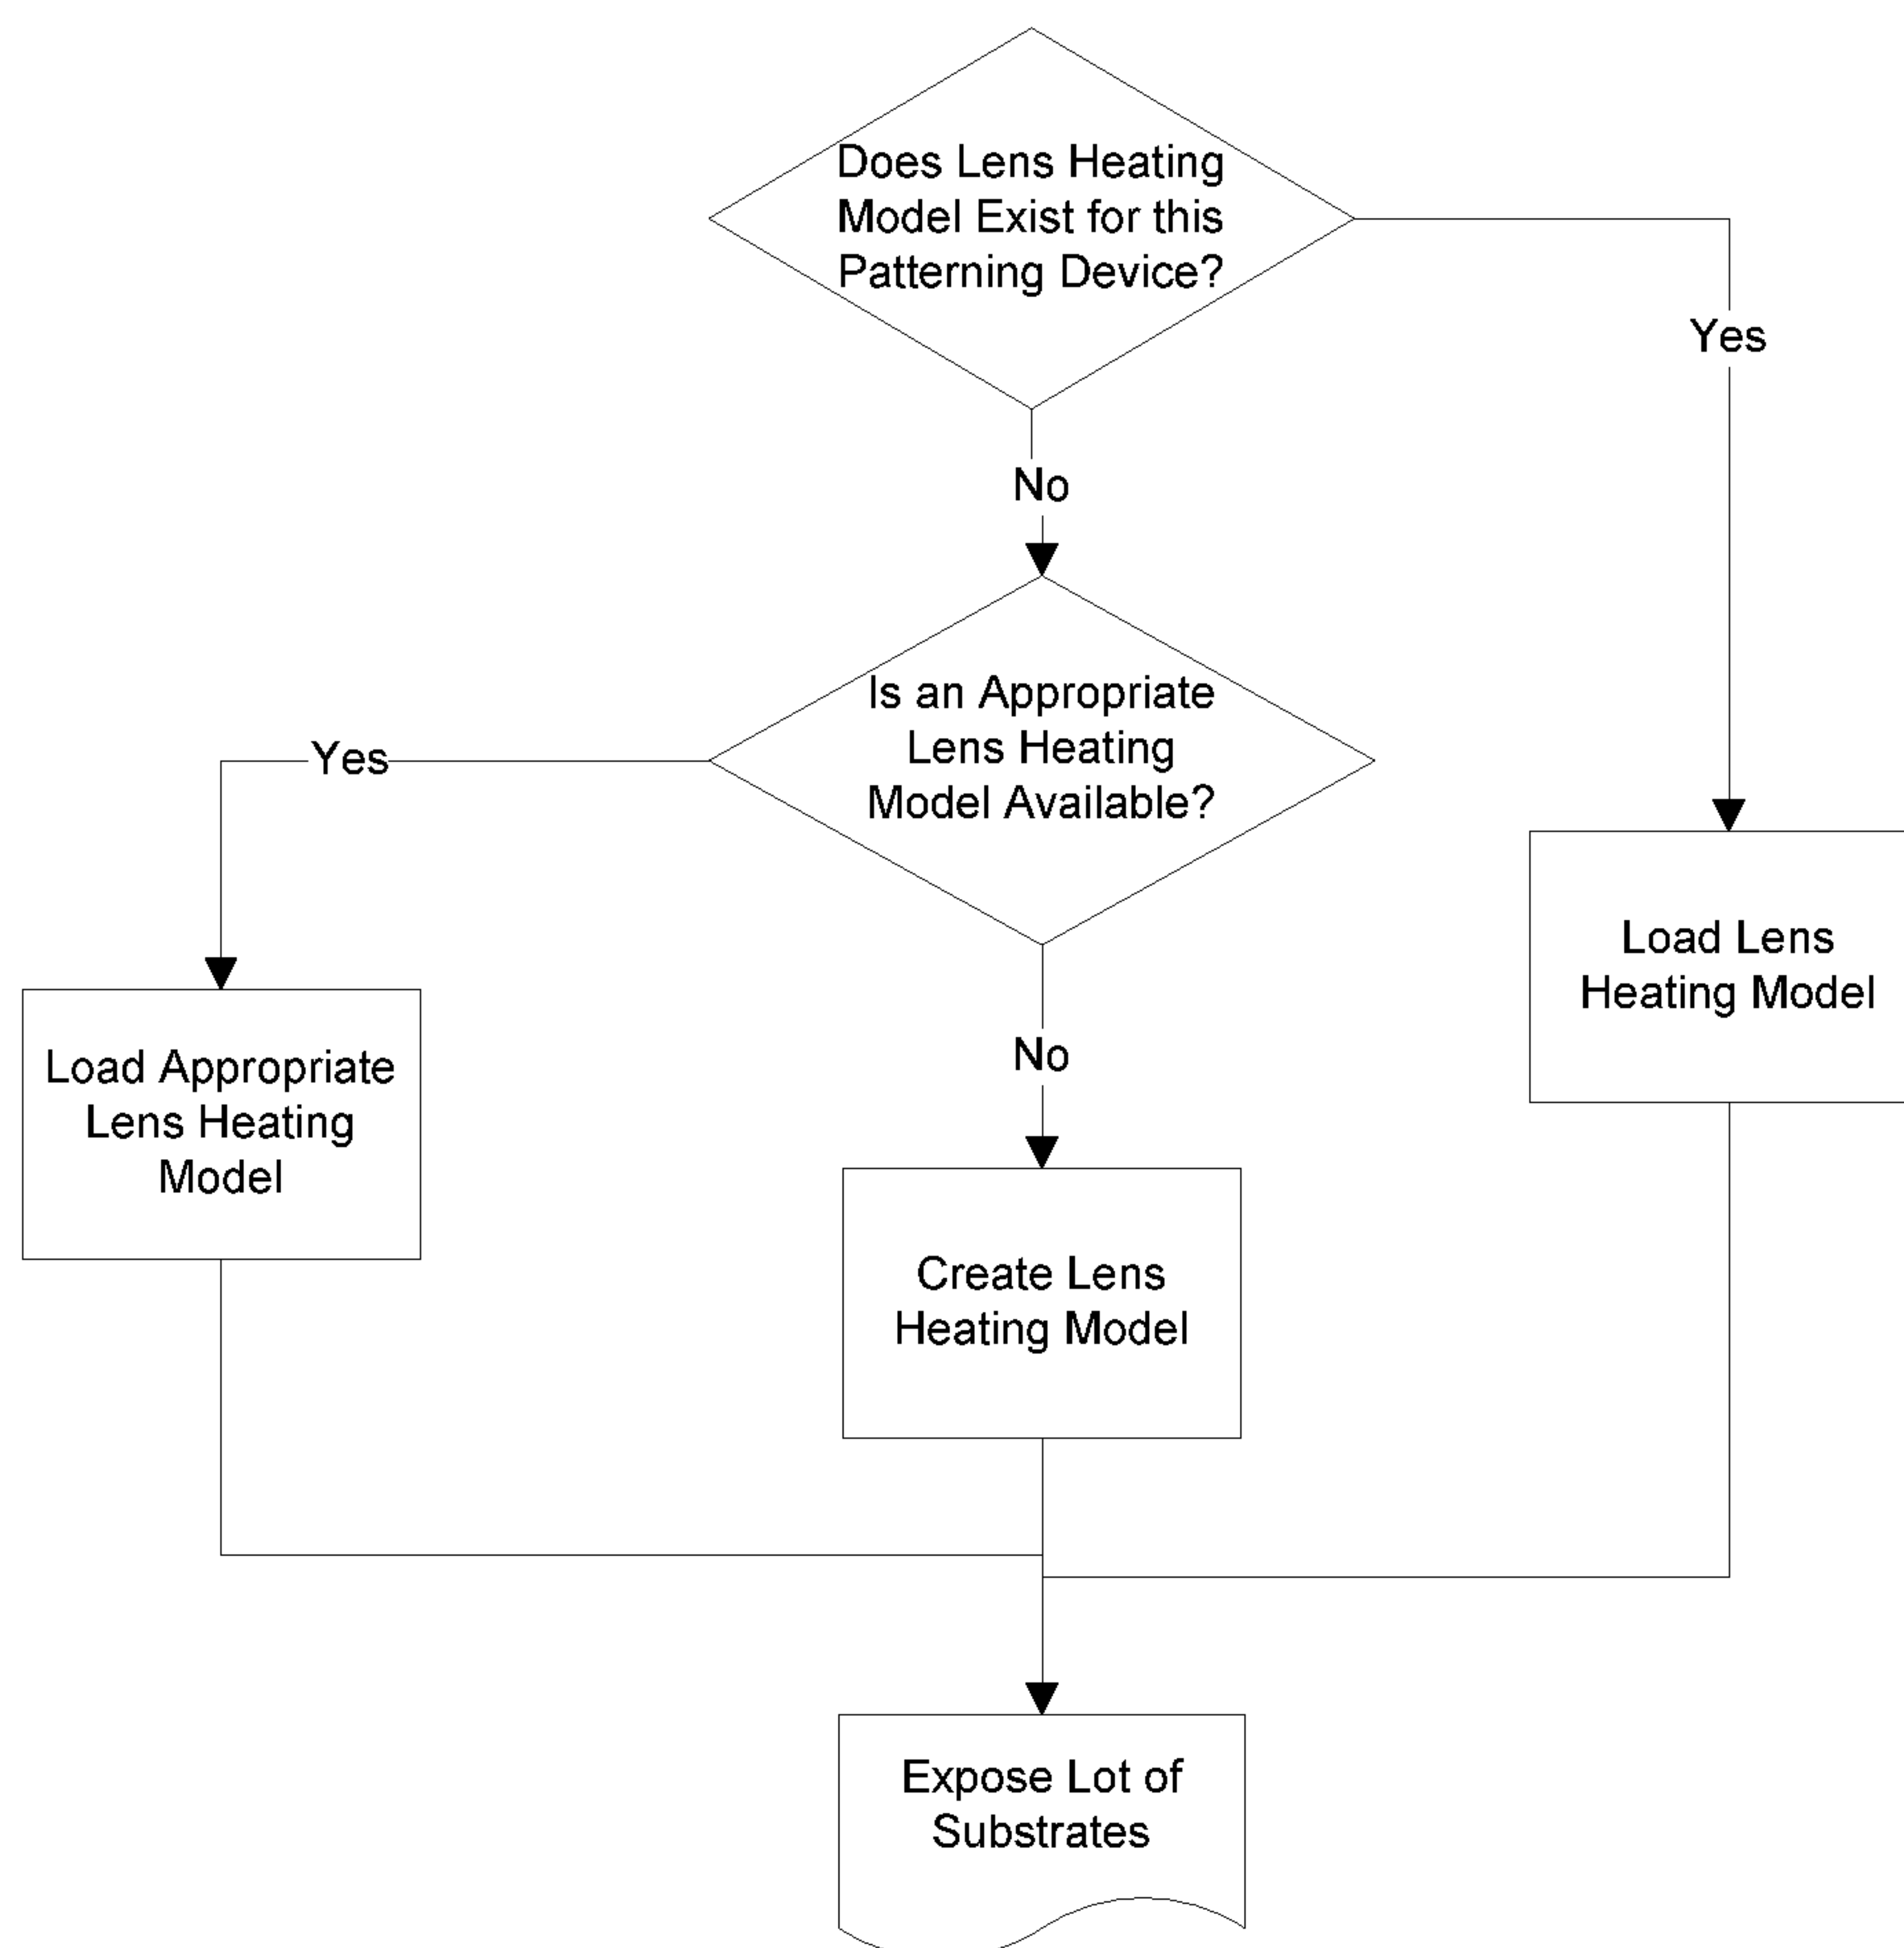 Does Lens Heating
Model Exist for this
Patterning Device?
Yes
No
Is an Appropriate
Lens Heating
Model Available?
Yes
Load Lens
Heating Model
No
Load Appropriate
Lens Heating
Model
Create Lens
Heating Model
Expose Lot of
Substrates